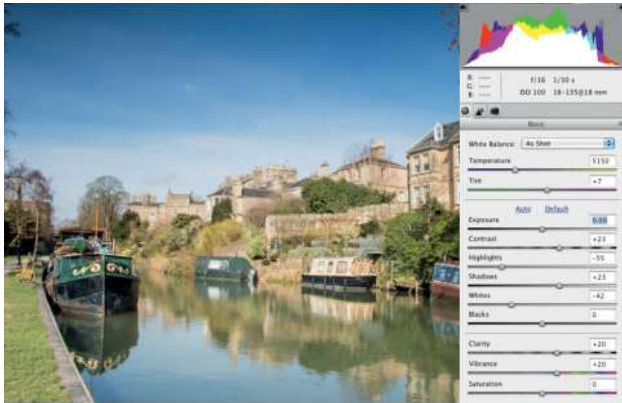 R: ---
G: ---
B: ---
f/16 1/30 s
ISO 100 18-135@18 mm
Basic
White Balance: As Shot
Temperature 5150
Tint +7
Auto Default
Exposure 0.00
Contrast +23
Highlights -55
Shadows +23
Whites -42
Blacks 0
Clarity +20
Vibrance +20
Saturation 0